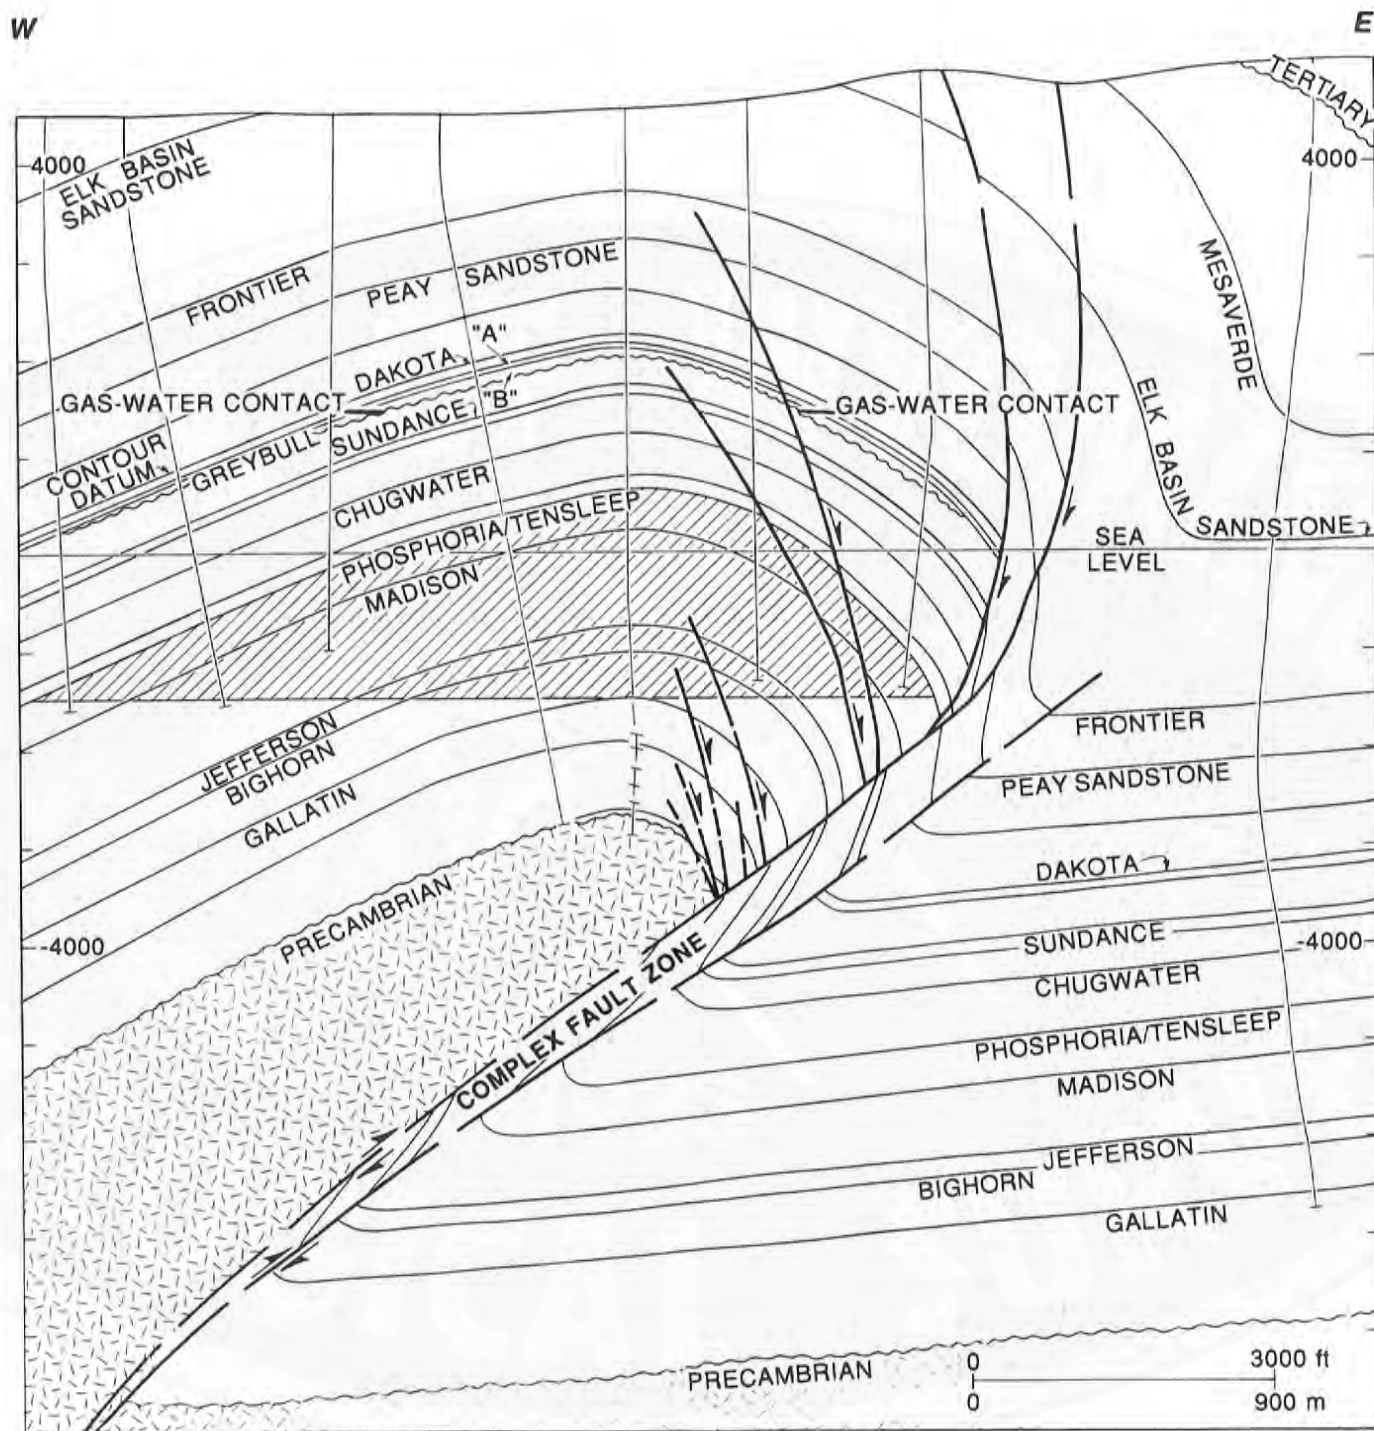 W
E
TERTIARY
4000
4000
ELK BASIN
SANDSTONE
FRONTIER
PEAY SANDSTONE
MESAVERDE
"A"
DAKOTA
GAS-WATER CONTACT
GAS-WATER CONTACT
"B"
SUNDANCE
GREYBULL
CONTOUR
DATUM
ELK BASIN
SANDSTONE
CHUGWATER
PHOSPHORIA/TENSLEEP
MADISON
SEA
LEVEL
JEFFERSON
BIGHORN
GALLATIN
FRONTIER
PEAY SANDSTONE
DAKOTA
PRECAMBRIAN
-4000
-4000
SUNDANCE
CHUGWATER
COMPLEX FAULT ZONE
PHOSPHORIA/TENSLEEP
MADISON
JEFFERSON
BIGHORN
GALLATIN
PRECAMBRIAN
0
3000 ft
0
900 m